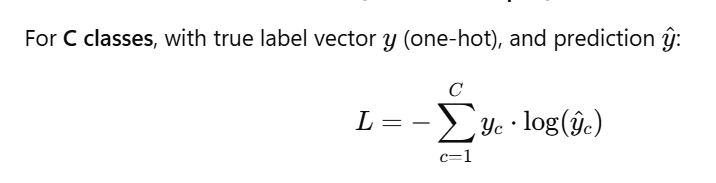 For C classes, with true label vector y (one-hot), and prediction ŷ:
L = − ∑_{c=1}^{C} y_c · log(ŷ_c)